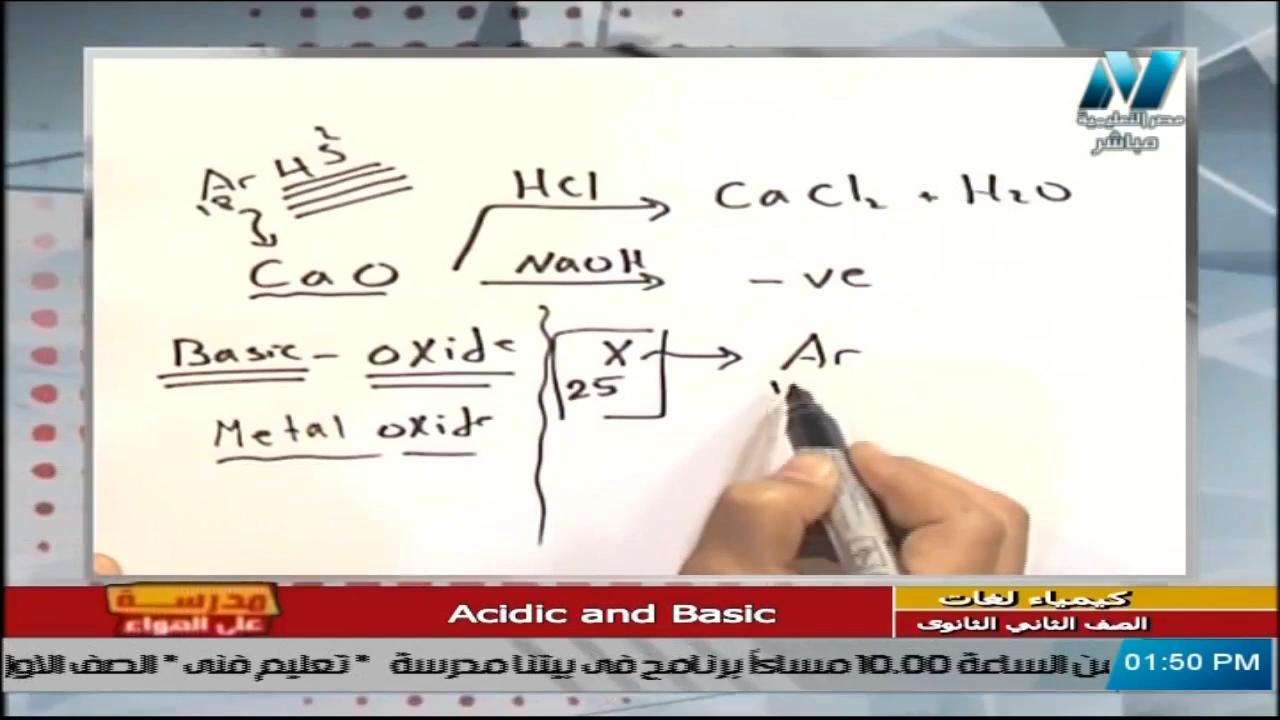 مصر التعليمية
مباشر
Ar 4s²
18
CaO
HCl → CaCl₂ + H₂O
NaOH → -ve
Basic - oxide
Metal oxide
X → Ar
25
مدرسة
على الهواء
Acidic and Basic
كيمياء لغات
الصف الثاني الثانوى
الساعة 10.00 مساءاً برنامج فى بيتنا مدرسة " تعليم فنى " الصف
01:50 PM